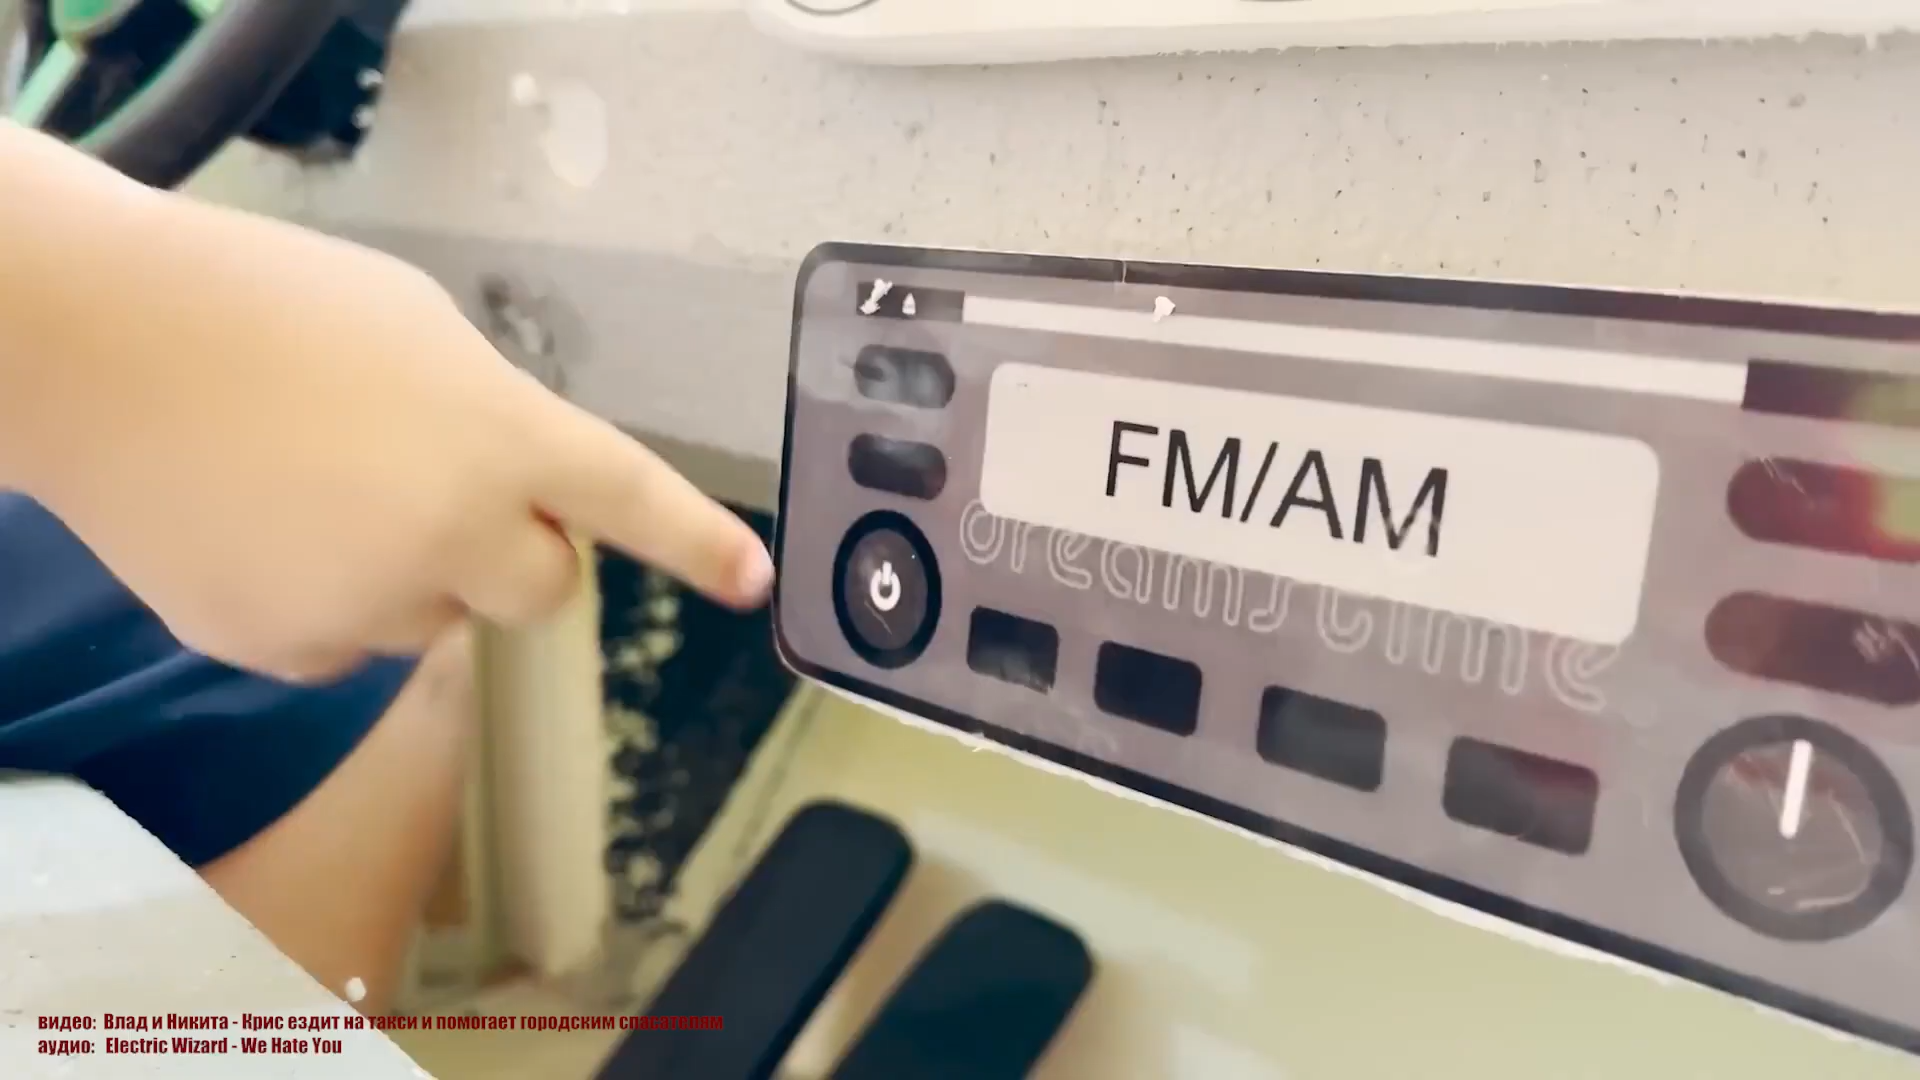 FM/AM
dreamstime
видео: Влад и Никита - Крис ездит на такси и помогает городским спасателям
аудио: Electric Wizard - We Hate You